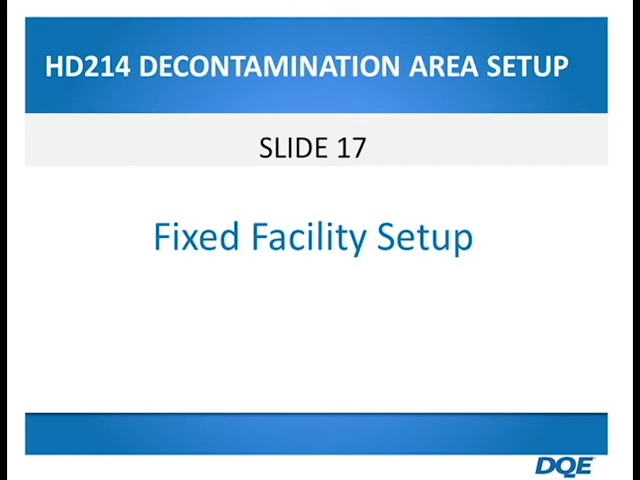 HD214 DECONTAMINATION AREA SETUP
SLIDE 17
Fixed Facility Setup
DQE